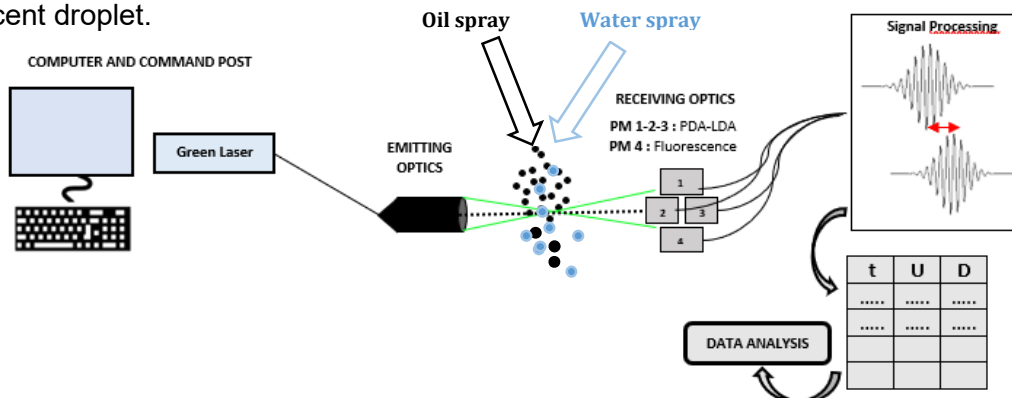 cent droplet.
Oil spray
Water spray
Signal Processing
COMPUTER AND COMMAND POST
Green Laser
EMITTING
OPTICS
RECEIVING OPTICS
PM 1-2-3 : PDA-LDA
PM 4 : Fluorescence
1
2 3
4
t U D
..... ..... .....
..... ..... .....
DATA ANALYSIS